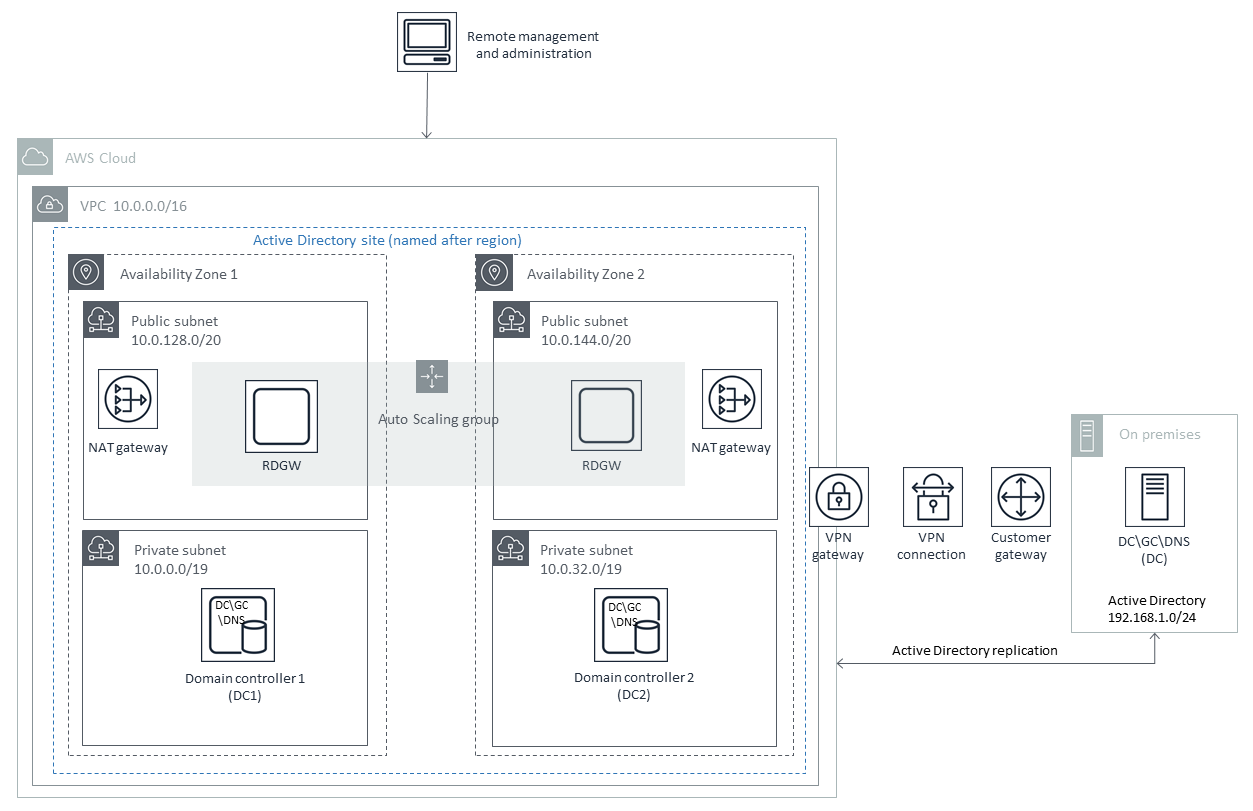 Remote management
and administration
AWS Cloud
VPC 10.0.0.0/16
Active Directory site (named after region)
Availability Zone 1
Availability Zone 2
Public subnet
10.0.128.0/20
Public subnet
10.0.144.0/20
Auto Scaling group
NAT gateway
RDGW
RDGW
NAT gateway
Private subnet
10.0.0.0/19
DC\GC
\DNS
Domain controller 1
(DC1)
Private subnet
10.0.32.0/19
DC\GC
\DNS
Domain controller 2
(DC2)
VPN
gateway
VPN
connection
Customer
gateway
On premises
DC\GC\DNS
(DC)
Active Directory
192.168.1.0/24
Active Directory replication